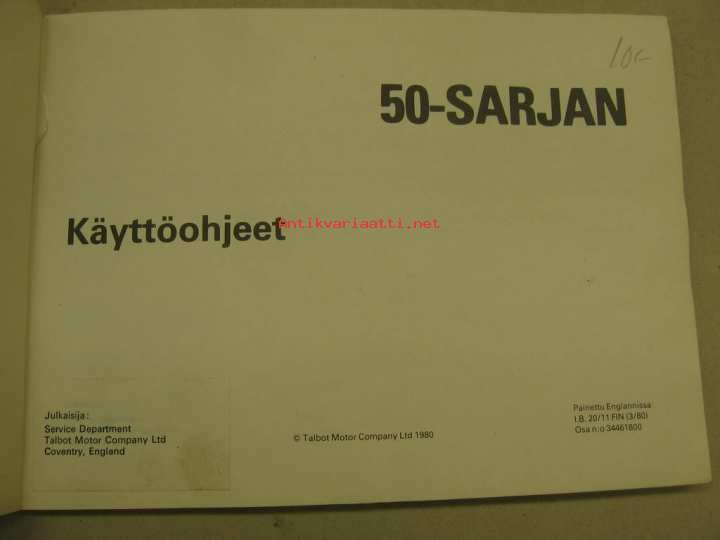 10-
50-SARJAN
Käyttöohjeet
Antikvariaatti.net
Julkaisija:
Service Department
Talbot Motor Company Ltd
Coventry, England
© Talbot Motor Company Ltd 1980
Painettu Englannissa
I.B. 20/11 FIN (3/80)
Osa n:o 34461800